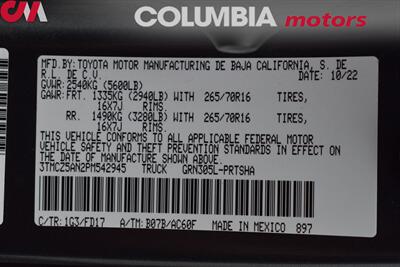 CM
COLUMBIA motors
MFD. BY: TOYOTA MOTOR MANUFACTURING DE BAJA CALIFORNIA, S. DE
R.L. DE C.V. DATE: 10/22
GVWR: 2540KG (5600LB)
GAWR: FRT. 1335KG (2940LB) WITH 265/70R16 TIRES,
16X7J RIMS.
RR. 1490KG (3280LB) WITH 265/70R16 TIRES,
16X7J RIMS.
THIS VEHICLE CONFORMS TO ALL APPLICABLE FEDERAL MOTOR
VEHICLE SAFETY AND THEFT PREVENTION STANDARDS IN EFFECT ON
THE DATE OF MANUFACTURE SHOWN ABOVE.
3TMCZ5AN2PM542945 TRUCK GRN305L-PRTSHA
C/TR: 1G3/FD17 A/TM: B07B/AC60F MADE IN MEXICO 897